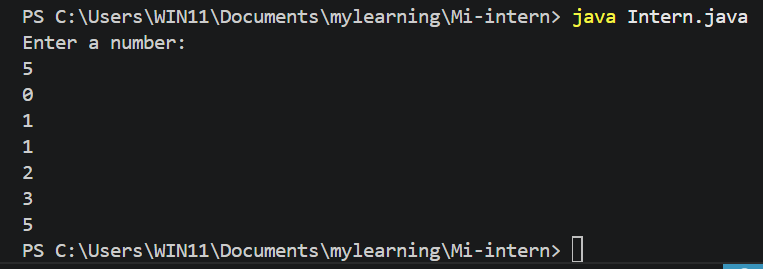 PS C:\Users\WIN11\Documents\mylearning\Mi-intern> java Intern.java
Enter a number:
5
0
1
1
2
3
5
PS C:\Users\WIN11\Documents\mylearning\Mi-intern>